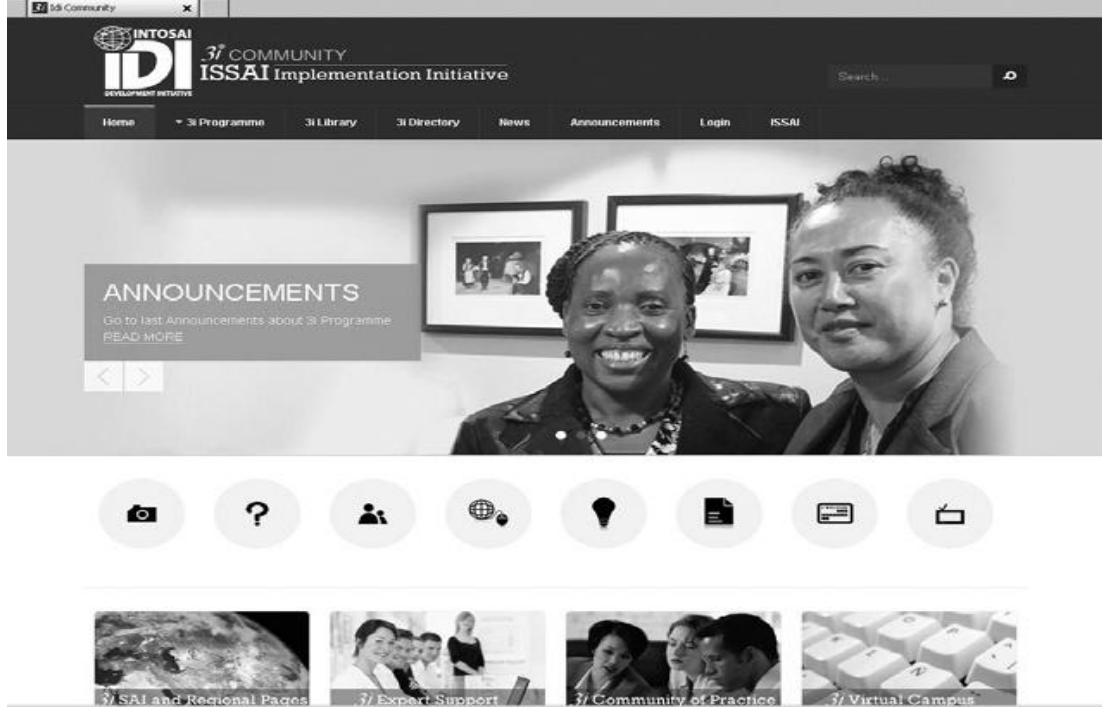 3i Idi Community x
INTOSAI
IDI
DEVELOPMENT INITIATIVE
3i COMMUNITY
ISSAI Implementation Initiative
Search...
Home 3i Programme 3i Library 3i Directory News Announcements Login ISSAI
ANNOUNCEMENTS
Go to last Announcements about 3i Programme
READ MORE
3i SAI and Regional Pages
3i Expert Support
3i Community of Practice
3i Virtual Campus